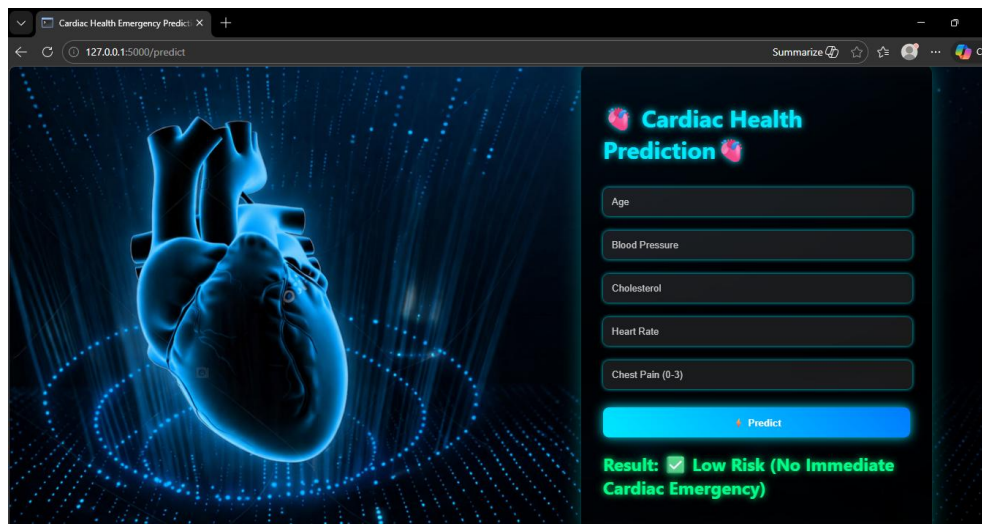 Cardiac Health Emergency Predicti
127.0.0.1:5000/predict
Summarize
Cardiac Health
Prediction
Age
Blood Pressure
Cholesterol
Heart Rate
Chest Pain (0-3)
Predict
Result: ✅ Low Risk (No Immediate
Cardiac Emergency)